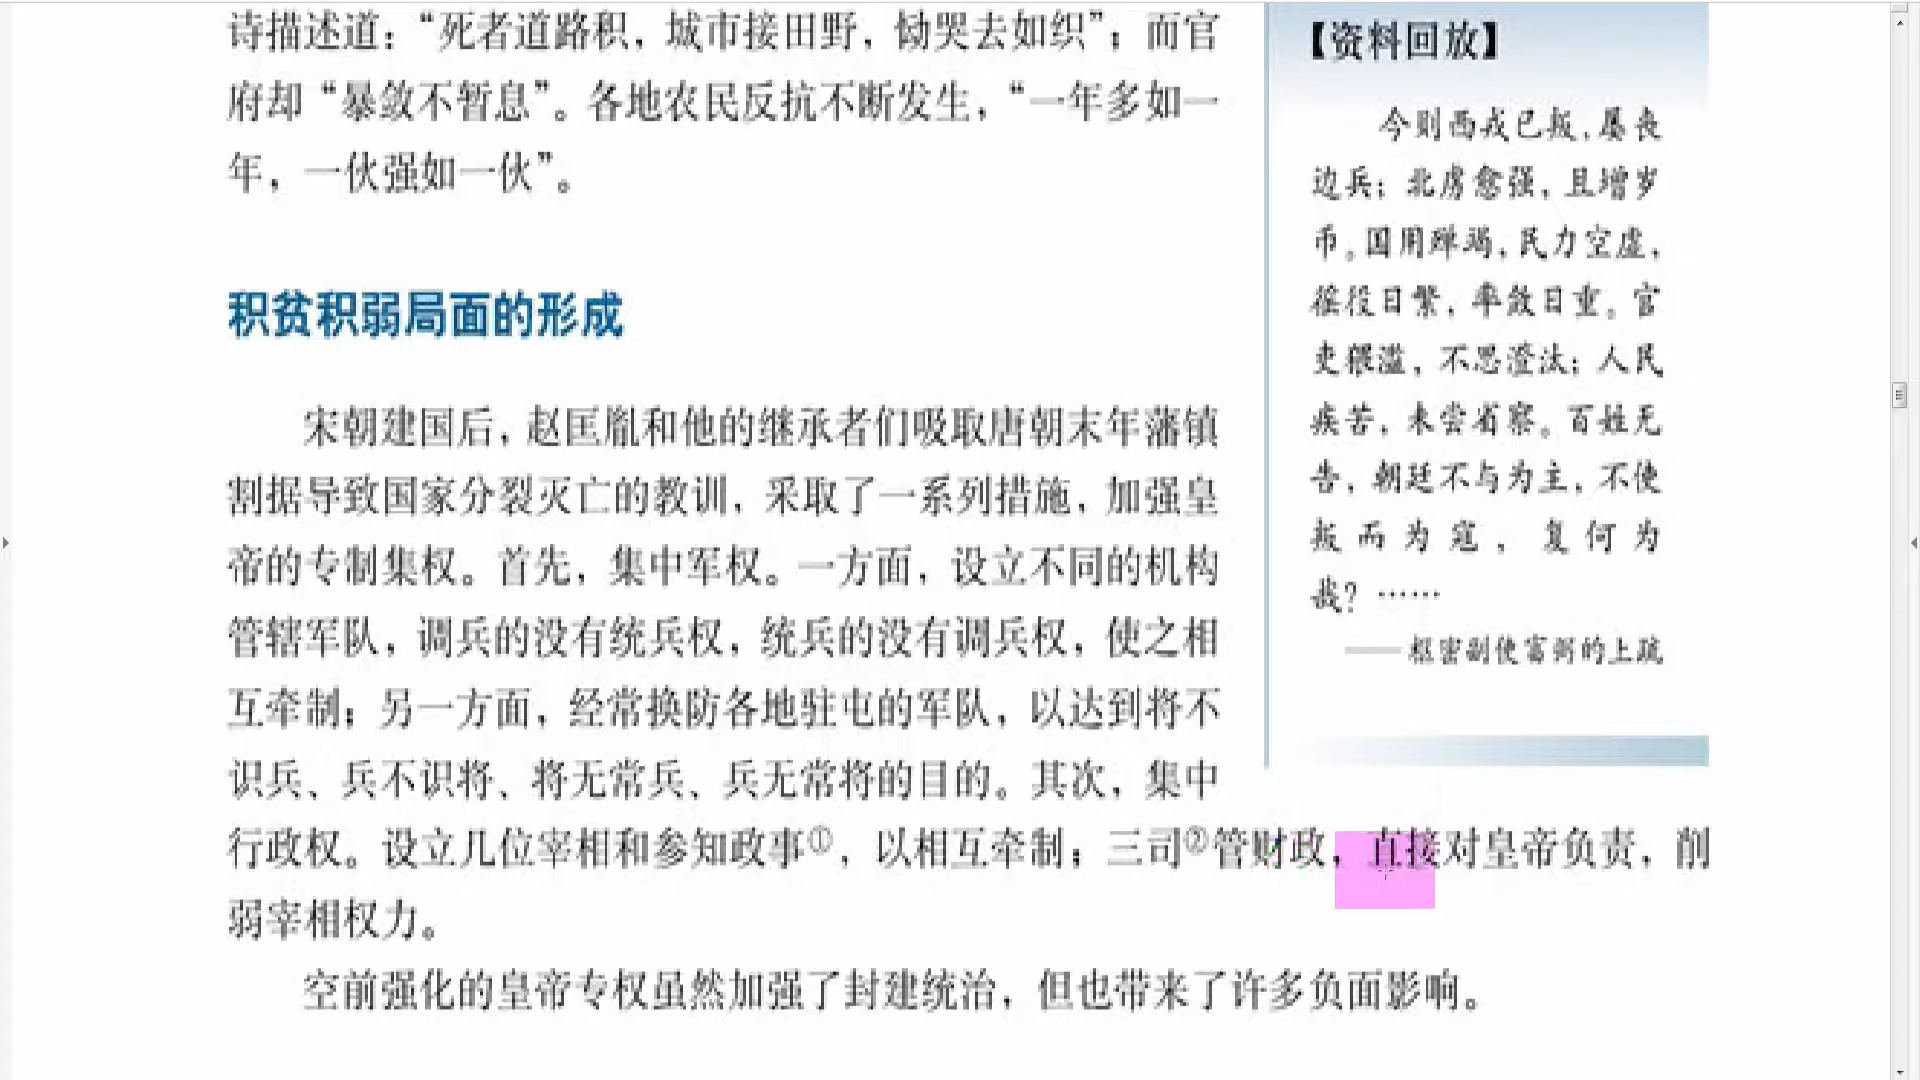 诗描述道：“死者道路积，城市接田野，恸哭去如织”；而官
府却“暴敛不暂息”。各地农民反抗不断发生，“一年多如一
年，一伙强如一伙”。
积贫积弱局面的形成
宋朝建国后，赵匡胤和他的继承者们吸取唐朝末年藩镇
割据导致国家分裂灭亡的教训，采取了一系列措施，加强皇
帝的专制集权。首先，集中军权。一方面，设立不同的机构
管辖军队，调兵的没有统兵权，统兵的没有调兵权，使之相
互牵制；另一方面，经常换防各地驻屯的军队，以达到将不
识兵、兵不识将、将无常兵、兵无常将的目的。其次，集中
行政权。设立几位宰相和参知政事①，以相互牵制；三司②管财政，直接对皇帝负责，削
弱宰相权力。
空前强化的皇帝专权虽然加强了封建统治，但也带来了许多负面影响。
【资料回放】
今则西戎已叛，屡丧
边兵；北虏愈强，且增岁
币。国用殚竭，民力空虚，
徭役日繁，率敛日重。官
吏猥滥，不思澄汰；人民
疾苦，未尝省察。百姓无
告，朝廷不与为主，不使
叛而为寇，复何为
哉？……
——枢密副使富弼的上疏